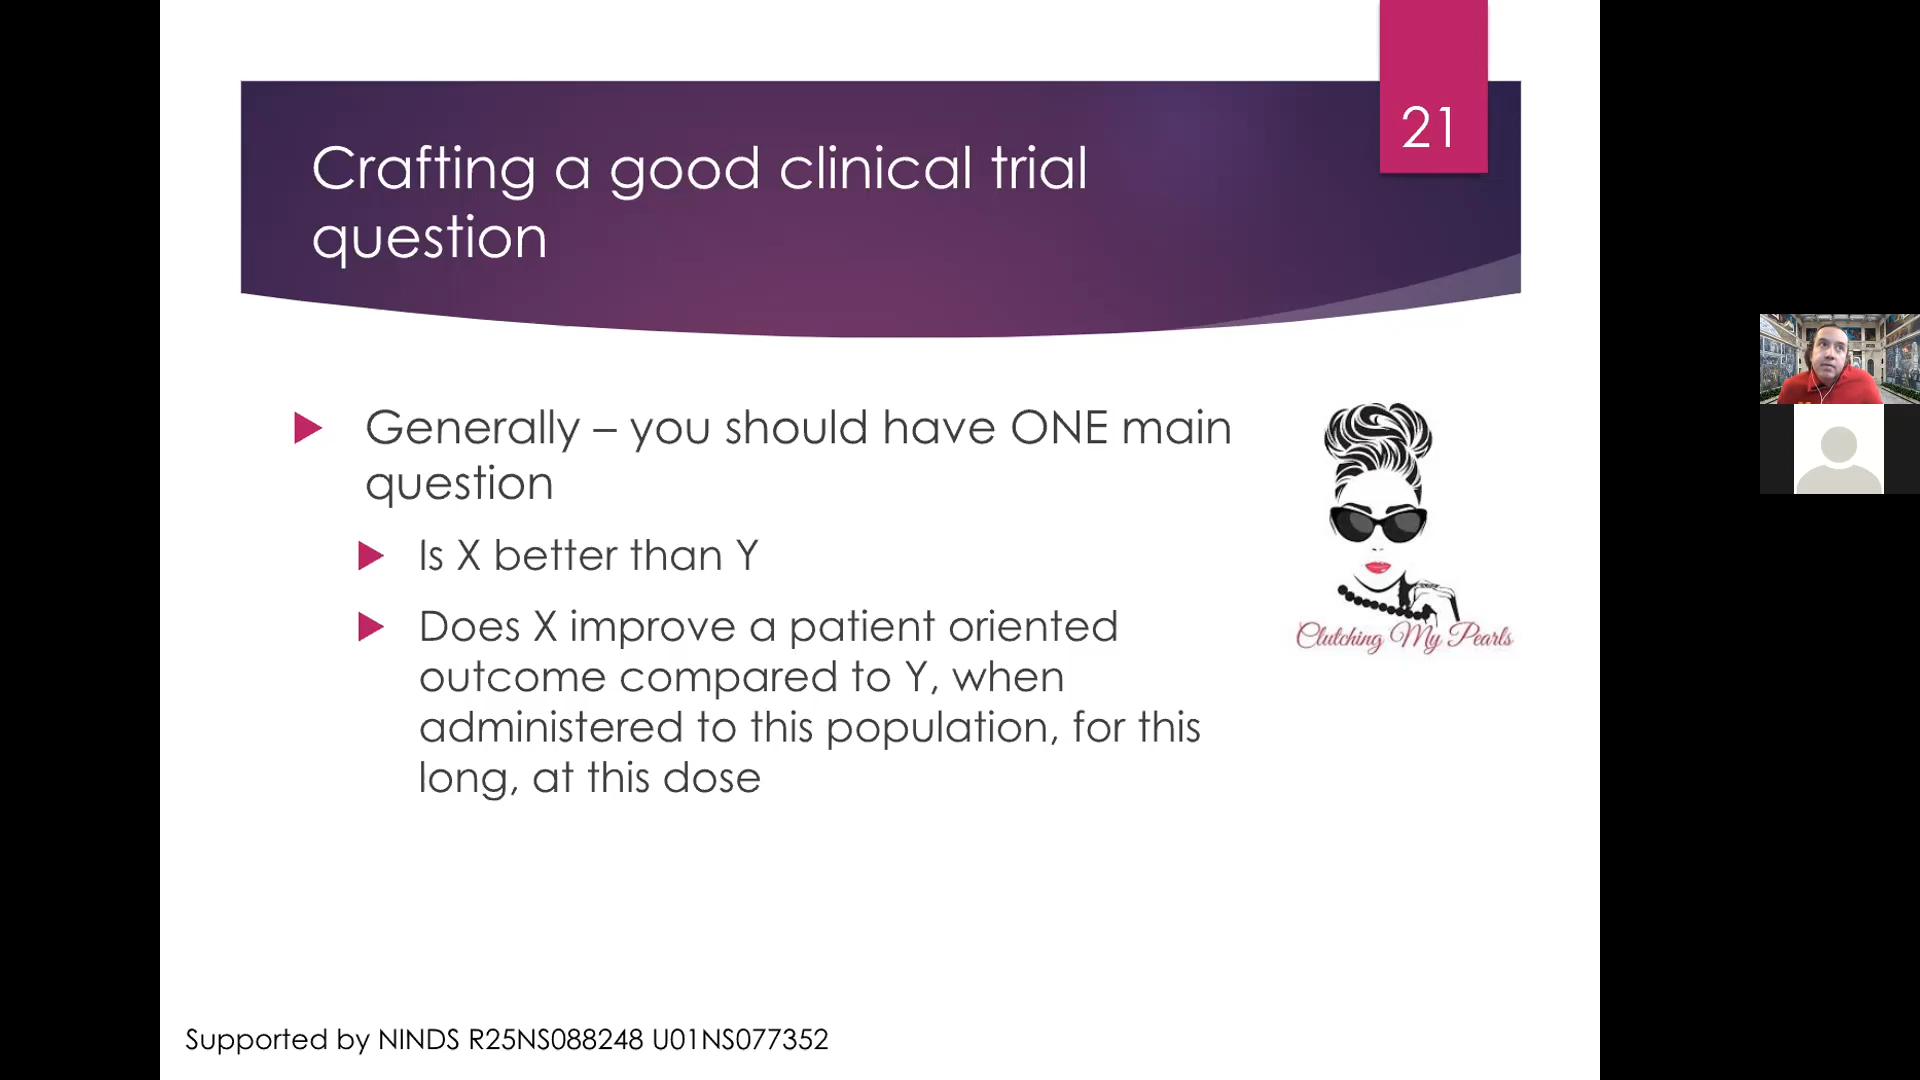 21
Crafting a good clinical trial
question
Generally – you should have ONE main
question
Is X better than Y
Does X improve a patient oriented
outcome compared to Y, when
administered to this population, for this
long, at this dose
Clutching My Pearls
Supported by NINDS R25NS088248 U01NS077352